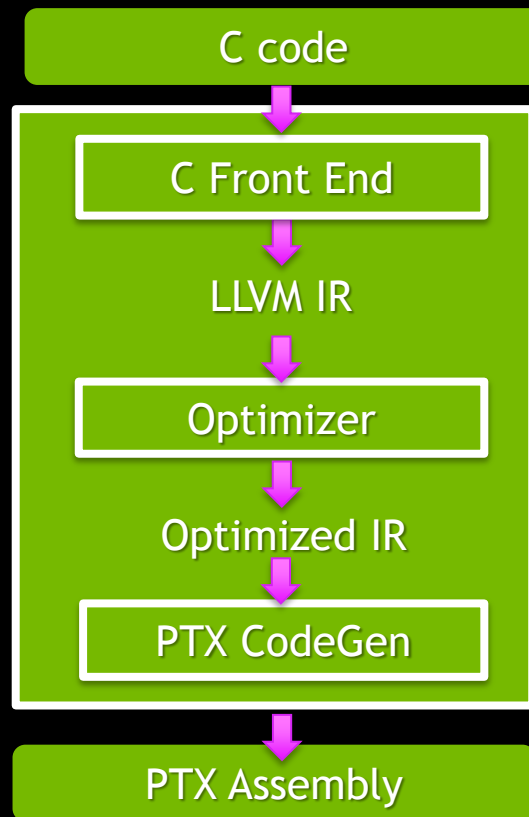 C code
C Front End
LLVM IR
Optimizer
Optimized IR
PTX CodeGen
PTX Assembly